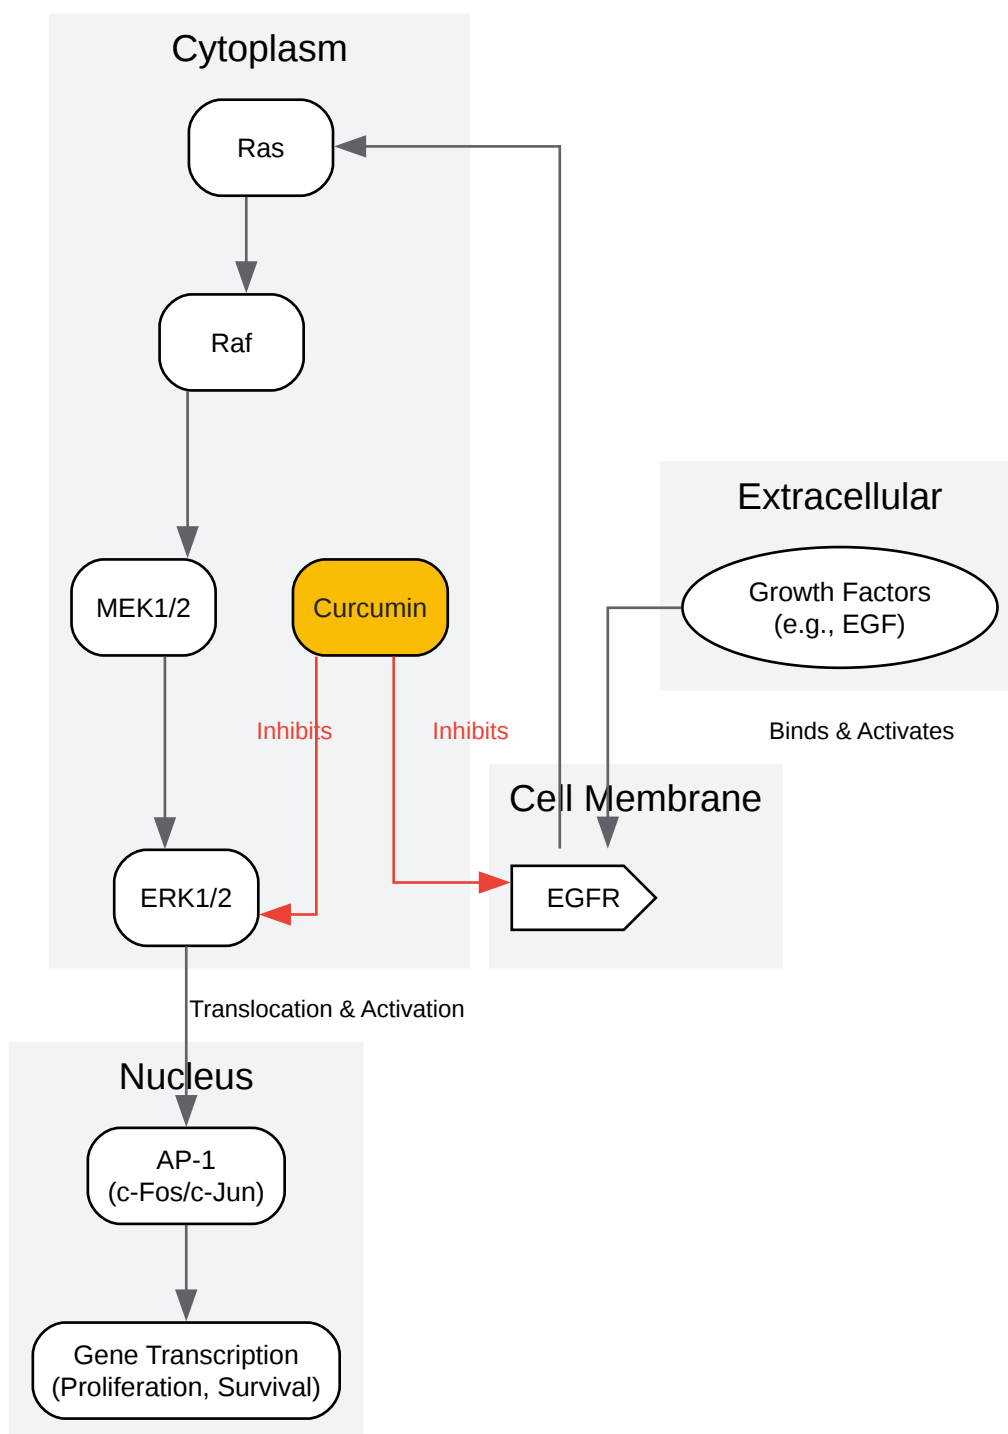 Cytoplasm
Ras
Raf
MEK1/2
Curcumin
Extracellular
Growth Factors
(e.g., EGF)
Inhibits
Inhibits
Binds & Activates
Cell Membrane
ERK1/2
EGFR
Translocation & Activation
Nucleus
AP-1
(c-Fos/c-Jun)
Gene Transcription
(Proliferation, Survival)